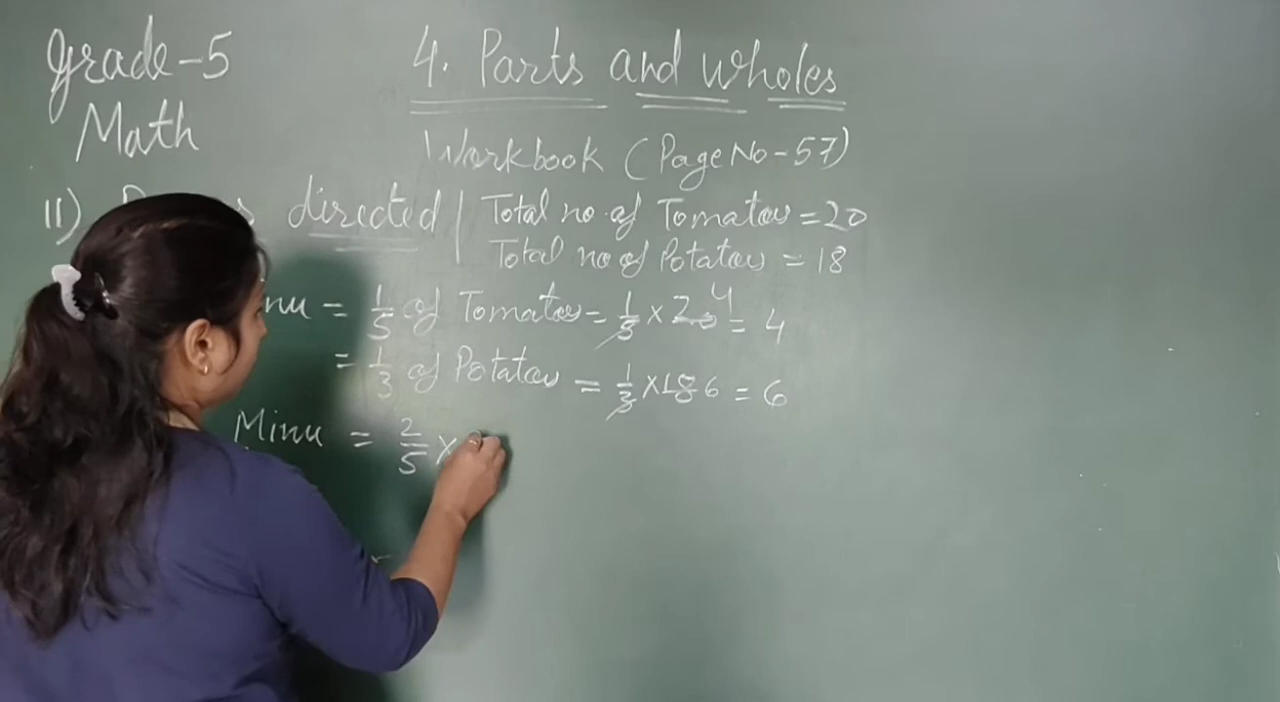 Grade-5
Math
4. Parts and wholes
Workbook (Page No-57)
11) directed
Total no of Tomatoes = 20
Total no of Potatoes = 18
nu = 1/5 of Tomatoes = 1/5 × 20 4 = 4
= 1/3 of Potatoes = 1/3 × 18 6 = 6
Minu = 2/5 ×